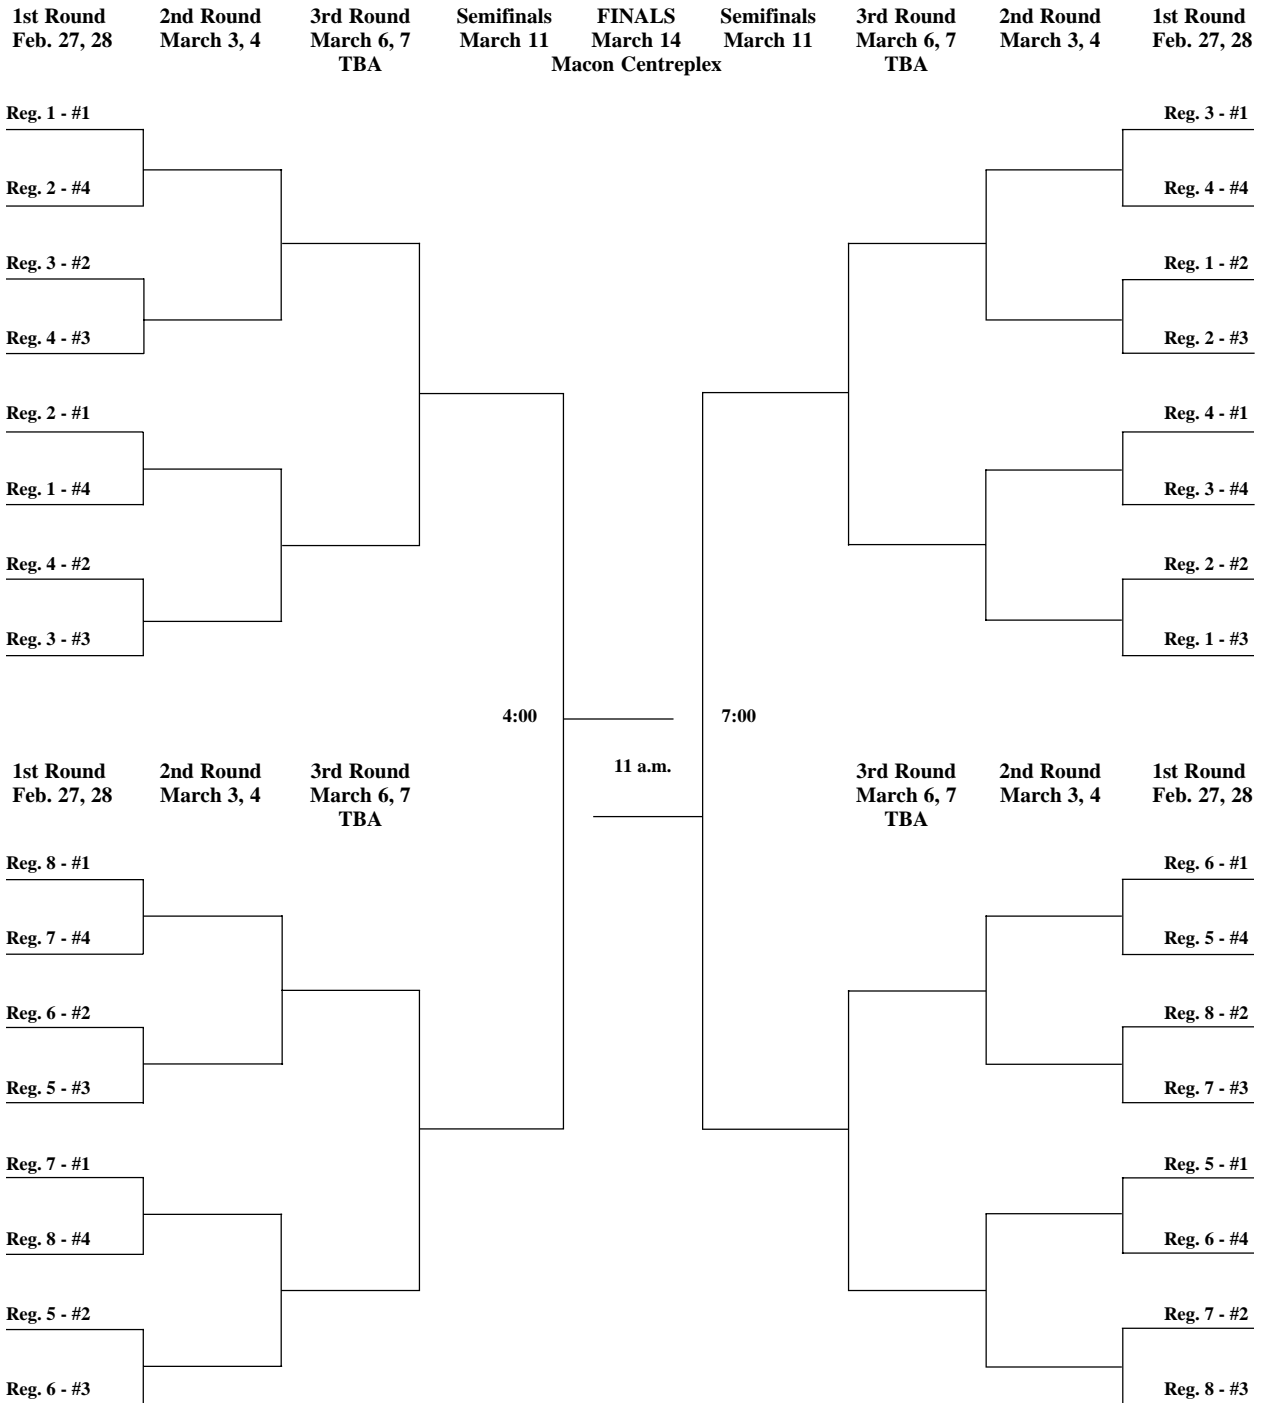 1st Round 2nd Round 3rd Round Semifinals FINALS Semifinals 3rd Round 2nd Round 1st Round
Feb. 27, 28 March 3, 4 March 6, 7 March 11 March 14 March 11 March 6, 7 March 3, 4 Feb. 27, 28
TBA Macon Centreplex TBA
Reg. 1 - #1 Reg. 3 - #1
Reg. 2 - #4 Reg. 4 - #4
Reg. 3 - #2 Reg. 1 - #2
Reg. 4 - #3 Reg. 2 - #3
Reg. 2 - #1 Reg. 4 - #1
Reg. 1 - #4 Reg. 3 - #4
Reg. 4 - #2 Reg. 2 - #2
Reg. 3 - #3 Reg. 1 - #3
4:00 7:00
11 a.m.
1st Round 2nd Round 3rd Round 3rd Round 2nd Round 1st Round
Feb. 27, 28 March 3, 4 March 6, 7 March 6, 7 March 3, 4 Feb. 27, 28
TBA TBA
Reg. 8 - #1 Reg. 6 - #1
Reg. 7 - #4 Reg. 5 - #4
Reg. 6 - #2 Reg. 8 - #2
Reg. 5 - #3 Reg. 7 - #3
Reg. 7 - #1 Reg. 5 - #1
Reg. 8 - #4 Reg. 6 - #4
Reg. 5 - #2 Reg. 7 - #2
Reg. 6 - #3 Reg. 8 - #3